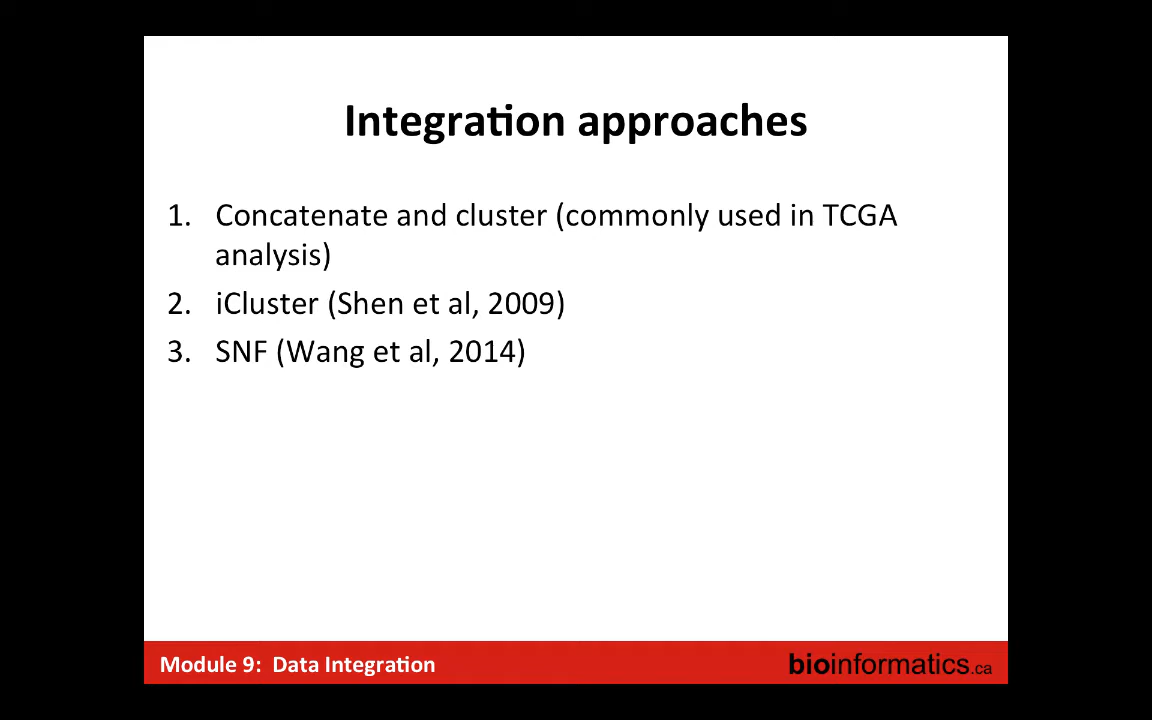 Integration approaches
1. Concatenate and cluster (commonly used in TCGA
analysis)
2. iCluster (Shen et al, 2009)
3. SNF (Wang et al, 2014)
Module 9: Data Integration
bioinformatics.ca